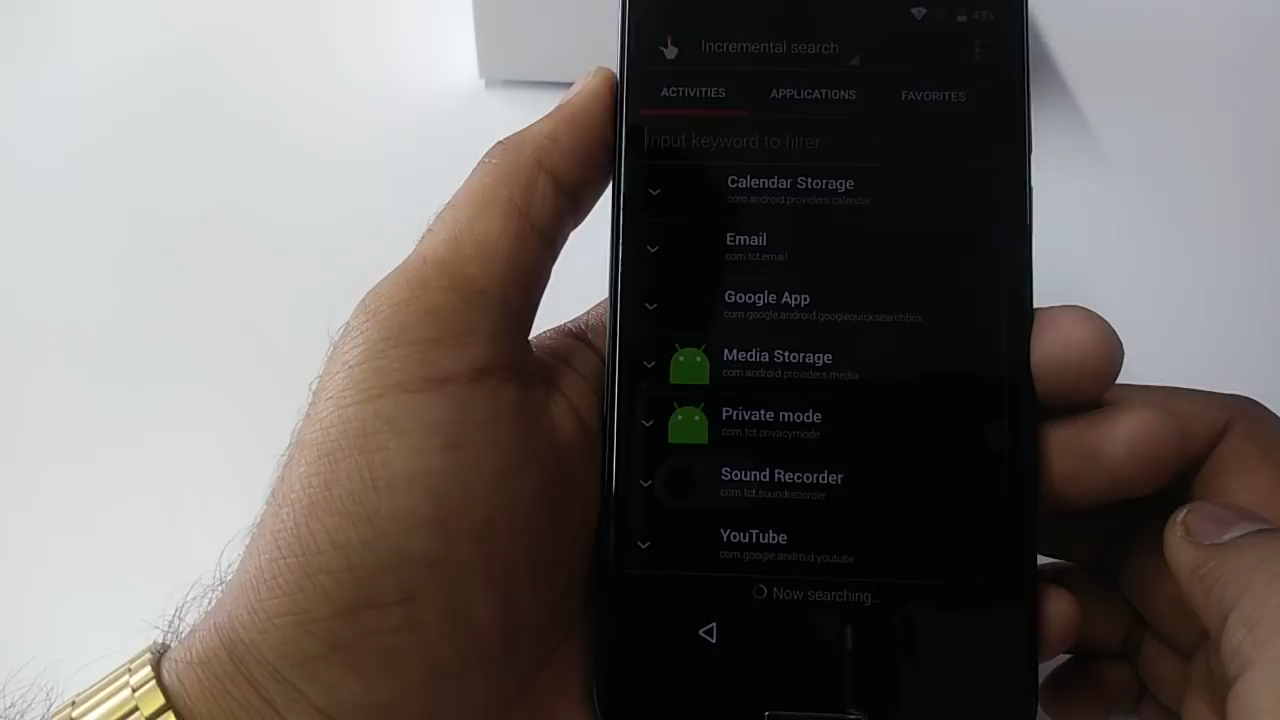 43%
Incremental search
ACTIVITIES APPLICATIONS FAVORITES
Input keyword to filter
Calendar Storage
com.android.providers.calendar
Email
com.tct.email
Google App
com.google.android.googlequicksearchbox
Media Storage
com.android.providers.media
Private mode
com.tct.privacymode
Sound Recorder
com.tct.soundrecorder
YouTube
com.google.android.youtube
Now searching...